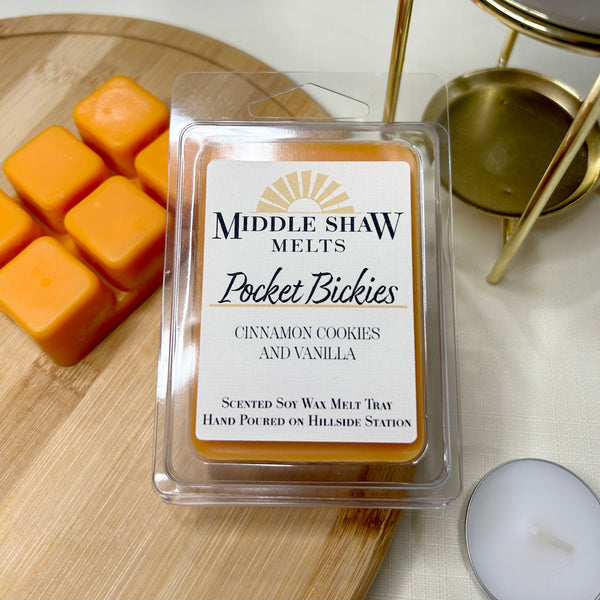 MIDDLE SHAW
MELTS
Pocket Bickies
CINNAMON COOKIES
AND VANILLA
SCENTED SOY WAX MELT TRAY
HAND POURED ON HILLSIDE STATION